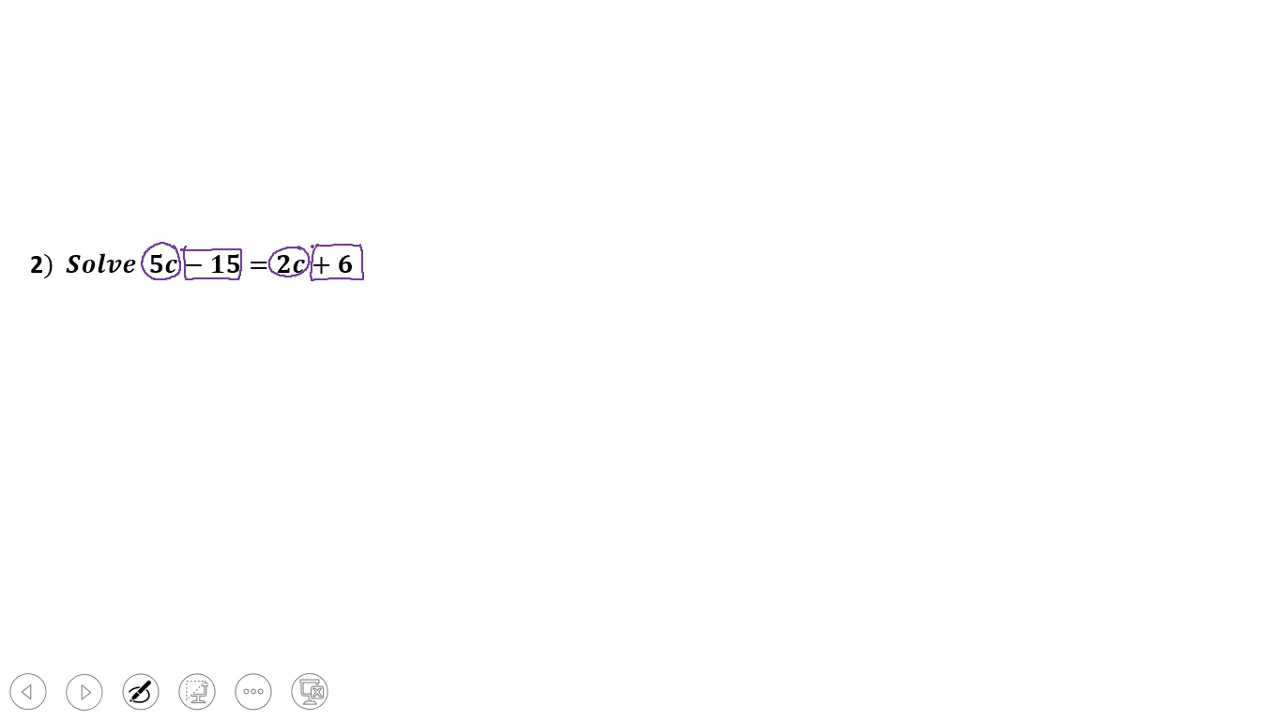 2) Solve 5c − 15 = 2c + 6